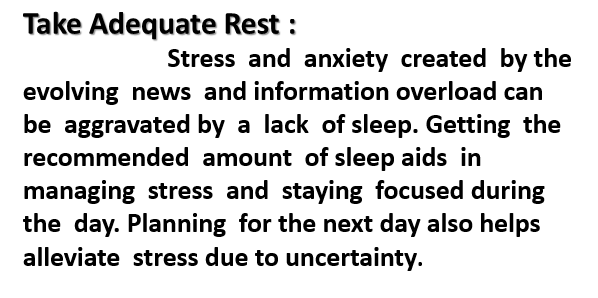 Take Adequate Rest :
Stress and anxiety created by the
evolving news and information overload can
be aggravated by a lack of sleep. Getting the
recommended amount of sleep aids in
managing stress and staying focused during
the day. Planning for the next day also helps
alleviate stress due to uncertainty.